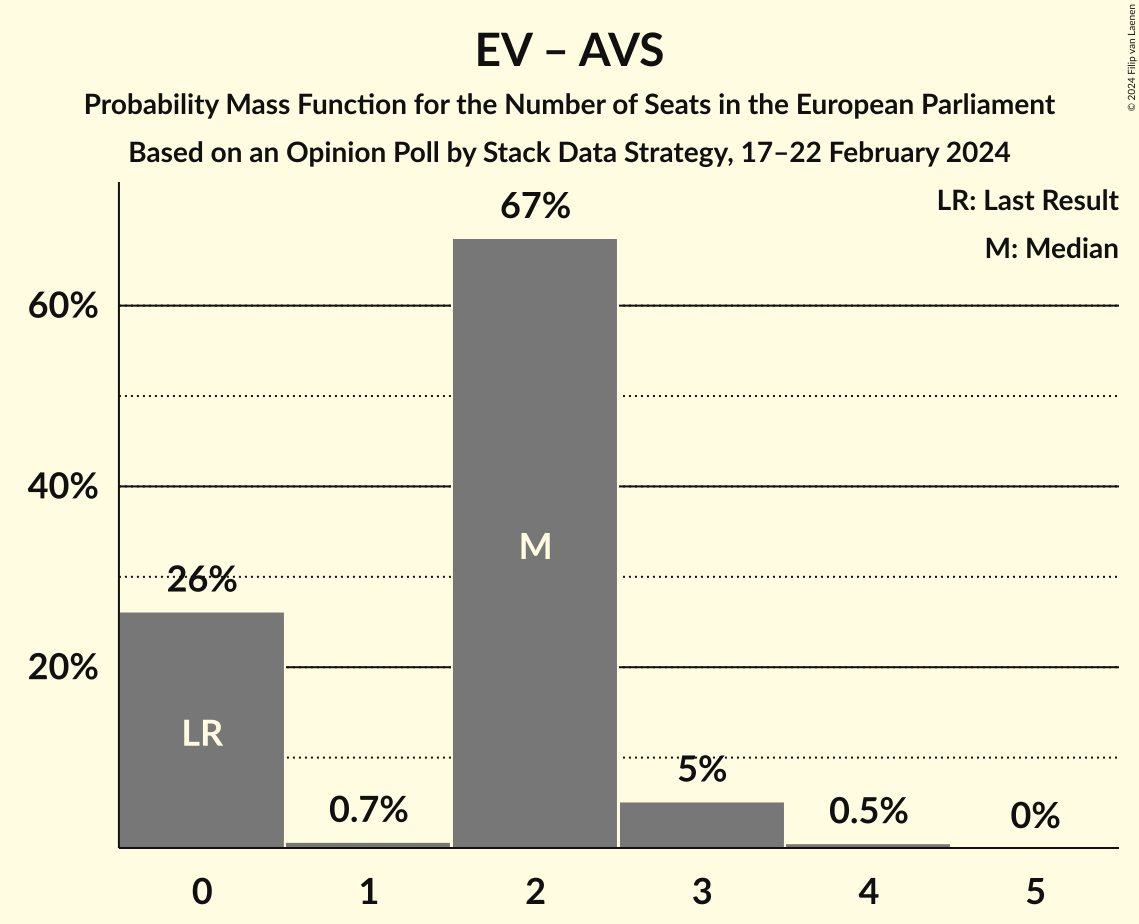 EV – AVS
Probability Mass Function for the Number of Seats in the European Parliament
Based on an Opinion Poll by Stack Data Strategy, 17–22 February 2024
© 2024 Filip van Laenen
LR: Last Result
M: Median
60%
40%
20%
26%
0.7%
67%
5%
0.5%
0%
LR
M
0
1
2
3
4
5